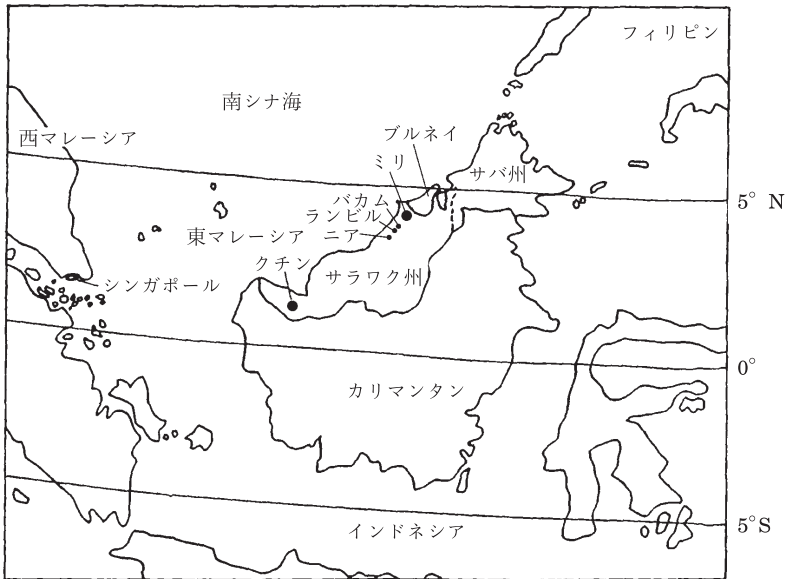 フィリピン
南シナ海
西マレーシア
ブルネイ
ミリ
サバ州
バカム
5° N
ランビル
東マレーシア ニア
クチン
サラワク州
シンガポール
0°
カリマンタン
5°S
インドネシア